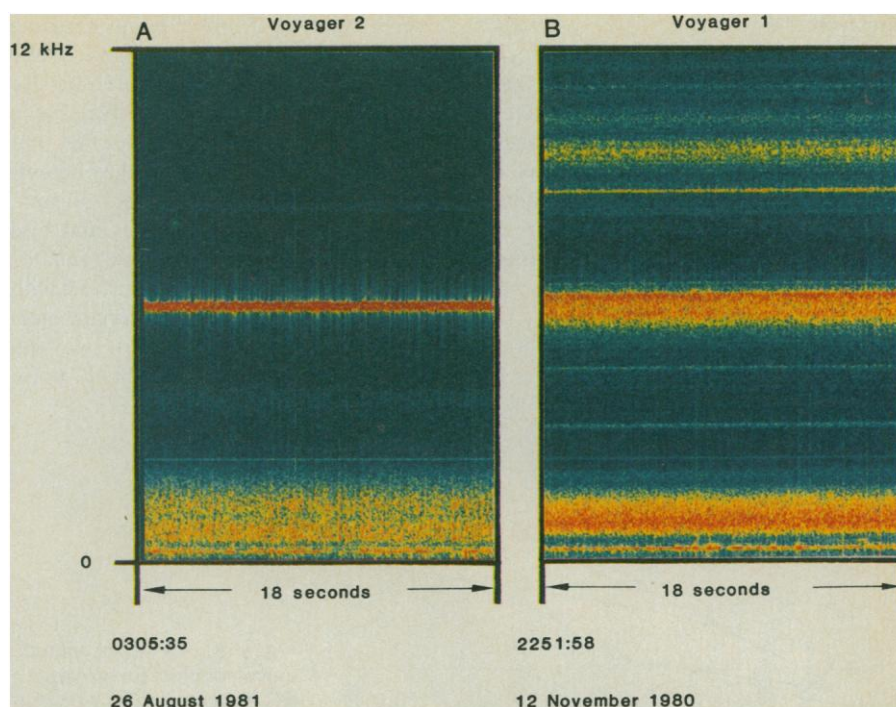 A
Voyager 2
B
Voyager 1
12 kHz
0
18 seconds
18 seconds
0305:35
2251:58
26 August 1981
12 November 1980